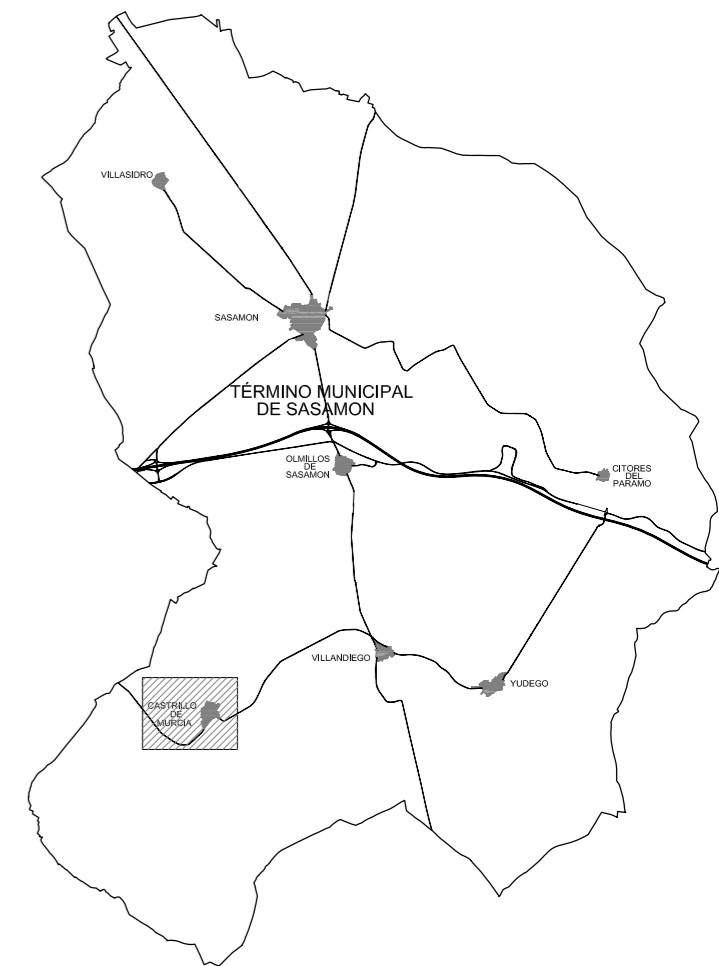 VILLASIDRO
SASAMON
TÉRMINO MUNICIPAL
DE SASAMON
OLMILLOS
DE
SASAMON
CITORES
DEL
PARAMO
VILLANDIEGO
YUDEGO
CASTRILLO
DE
MURCIA